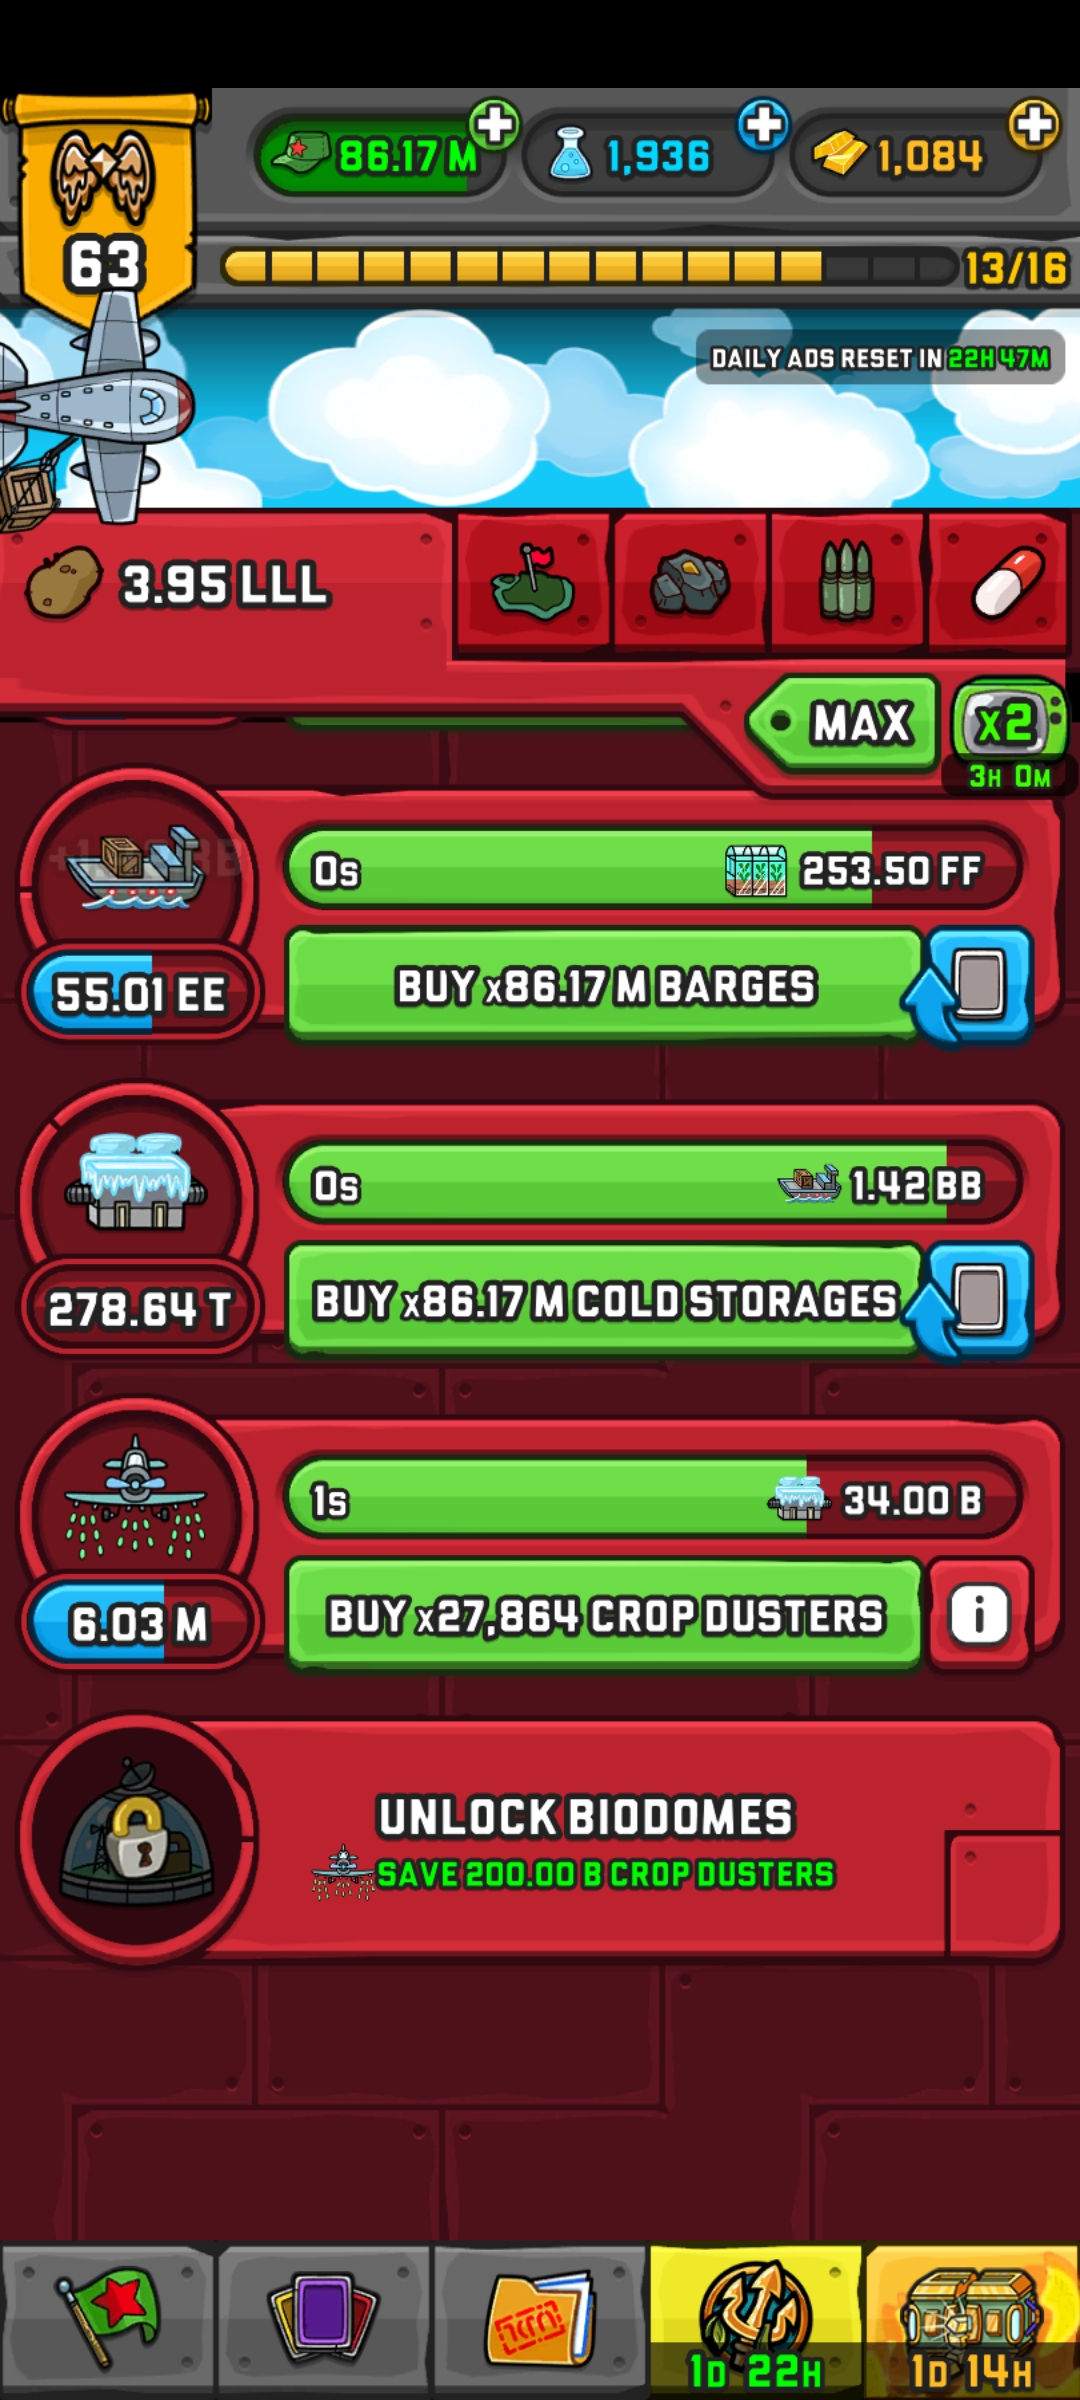 86.17 M
1,936
1,084
63
13/16
DAILY ADS RESET IN 22H 47M
3.95 LLL
MAX
x2
3H 0M
0s
253.50 FF
55.01 EE
BUY x86.17 M BARGES
0s
1.42 BB
278.64 T
BUY x86.17 M COLD STORAGES
1s
34.00 B
6.03 M
BUY x27,864 CROP DUSTERS
i
UNLOCK BIODOMES
SAVE 200.00 B CROP DUSTERS
1D 22H
1D 14H